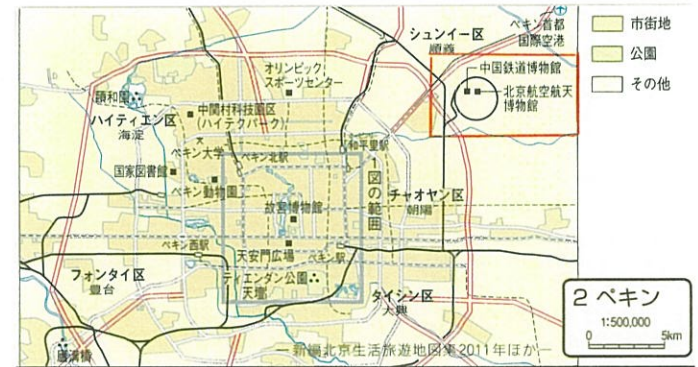 シュンイー区
順義
ペキン首都
国際空港
市街地
公園
その他
中国鉄道博物館
北京航空航天
博物館
オリンピック
スポーツセンター
頤和園
ハイティエン区
海淀
中関村科技園区
(ハイテクパーク)
ペキン大学
ペキン北駅
和平里駅
国家図書館
ペキン動物園
1図の範囲
チャオヤン区
朝陽
故宮博物館
天安門広場
ペキン西駅
ペキン駅
フォンタイ区
豊台
ティエンダン公園
天壇
タイシン区
大興
盧溝橋
2 ペキン
1:500,000
0 5km
新編北京生活旅遊地図集2011年ほか